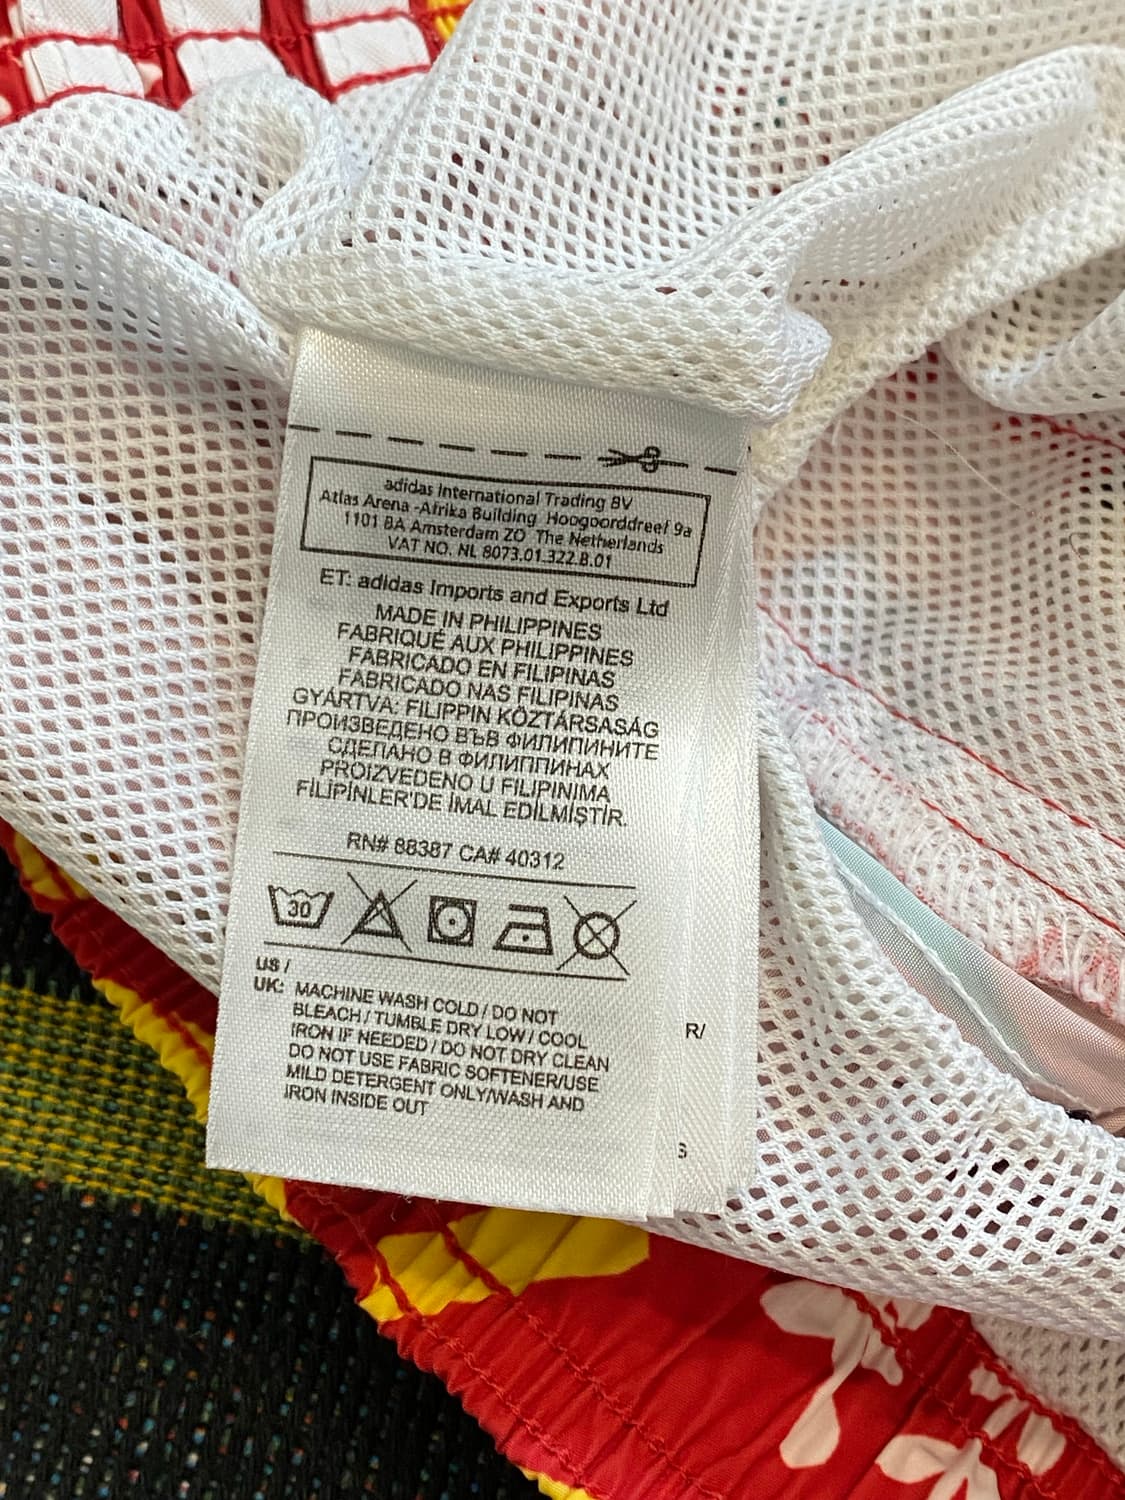 adidas International Trading BV
Atlas Arena -Afrika Building Hoogoorddreef 9a
1101 BA Amsterdam ZO The Netherlands
VAT NO. NL 8073.01.322.B.01
ET: adidas Imports and Exports Ltd
MADE IN PHILIPPINES
FABRIQUÉ AUX PHILIPPINES
FABRICADO EN FILIPINAS
FABRICADO NAS FILIPINAS
GYÁRTVA: FILIPPIN KÖZTÁRSASÁG
ПРОИЗВЕДЕНО ВЪВ ФИЛИПИНИТЕ
СДЕЛАНО В ФИЛИППИНАХ
PROIZVEDENO U FILIPINIMA
FİLİPİNLER'DE İMAL EDİLMİŞTİR.
RN# 88387 CA# 40312
30
US /
UK: MACHINE WASH COLD / DO NOT
BLEACH / TUMBLE DRY LOW / COOL
IRON IF NEEDED / DO NOT DRY CLEAN
DO NOT USE FABRIC SOFTENER/USE
MILD DETERGENT ONLY/WASH AND
IRON INSIDE OUT
R/
S